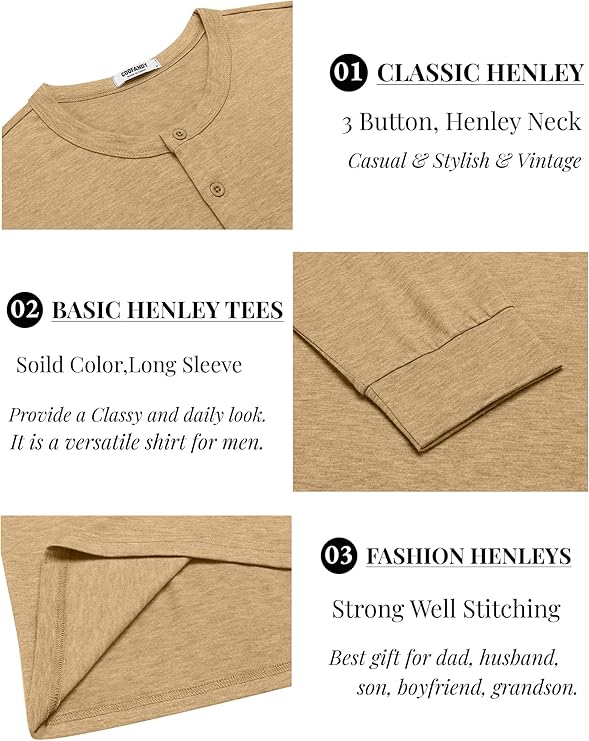 COOFANDY
01 CLASSIC HENLEY
3 Button, Henley Neck
Casual & Stylish & Vintage
02 BASIC HENLEY TEES
Soild Color,Long Sleeve
Provide a Classy and daily look.
It is a versatile shirt for men.
03 FASHION HENLEYS
Strong Well Stitching
Best gift for dad, husband,
son, boyfriend, grandson.